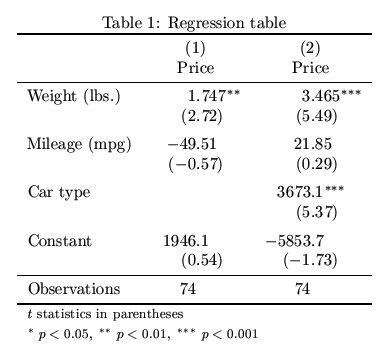 Table 1: Regression table
(1) (2)
Price Price
Weight (lbs.) 1.747** 3.465***
(2.72) (5.49)
Mileage (mpg) −49.51 21.85
(−0.57) (0.29)
Car type 3673.1***
(5.37)
Constant 1946.1 −5853.7
(0.54) (−1.73)
Observations 74 74
t statistics in parentheses
* p < 0.05, ** p < 0.01, *** p < 0.001